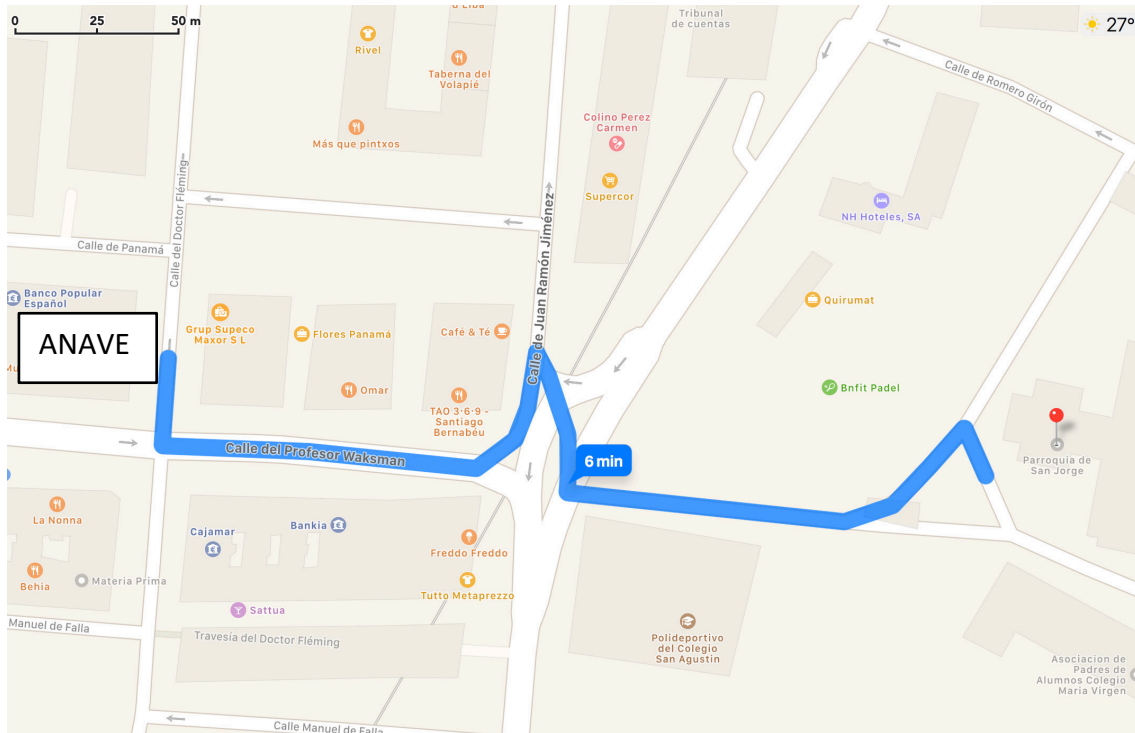 0 25 50 m
Tribunal
de cuentas
27°
Rivel
Taberna del
Volapié
Calle de Romero Girón
Colino Perez
Carmen
Más que pintxos
Supercor
NH Hoteles, SA
Calle del Doctor Fléming
Calle de Juan Ramón Jiménez
Calle de Panamá
Banco Popular
Español
Quirumat
Grup Supeco
Maxor S L
Flores Panamá
Café & Té
ANAVE
Omar
Bnfit Padel
TAO 3·6·9 -
Santiago
Bernabéu
Calle del Profesor Waksman
6 min
Parroquia de
San Jorge
La Nonna
Cajamar
Bankia
Freddo Freddo
Behia
Materia Prima
Tutto Metaprezzo
Sattua
Manuel de Falla
Travesía del Doctor Fléming
Polideportivo
del Colegio
San Agustin
Asociacion de
Padres de
Alumnos Colegio
Maria Virgen
Calle Manuel de Falla